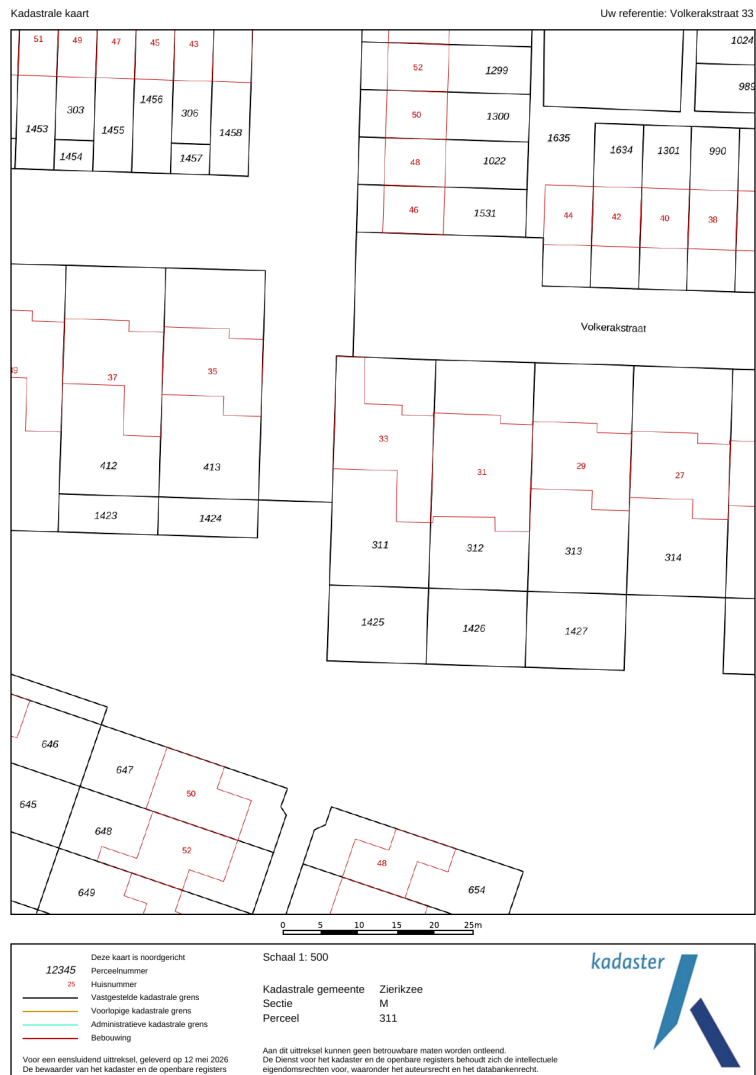 Kadastrale kaart
Uw referentie: Volkerakstraat 33
51 49 47 45 43
303 1456 306
1453 1455 1458
1454 1457
52 1299
50 1300
48 1022
46 1531
1024
989
1635 1634 1301 990
44 42 40 38
Volkerakstraat
37 35
412 413
1423 1424
33 31 29 27
311 312 313 314
1425 1426 1427
646 647 50
645 648 52
649
48 654
0 5 10 15 20 25m
Deze kaart is noordgericht
12345 Perceelnummer
25 Huisnummer
Vastgestelde kadastrale grens
Voorlopige kadastrale grens
Administratieve kadastrale grens
Bebouwing
Voor een eensluidend uittreksel, geleverd op 12 mei 2026
De bewaarder van het kadaster en de openbare registers
Schaal 1: 500
Kadastrale gemeente Zierikzee
Sectie M
Perceel 311
Aan dit uittreksel kunnen geen betrouwbare maten worden ontleend.
De Dienst voor het kadaster en de openbare registers behoudt zich de intellectuele
eigendomsrechten voor, waaronder het auteursrecht en het databankenrecht.
kadaster